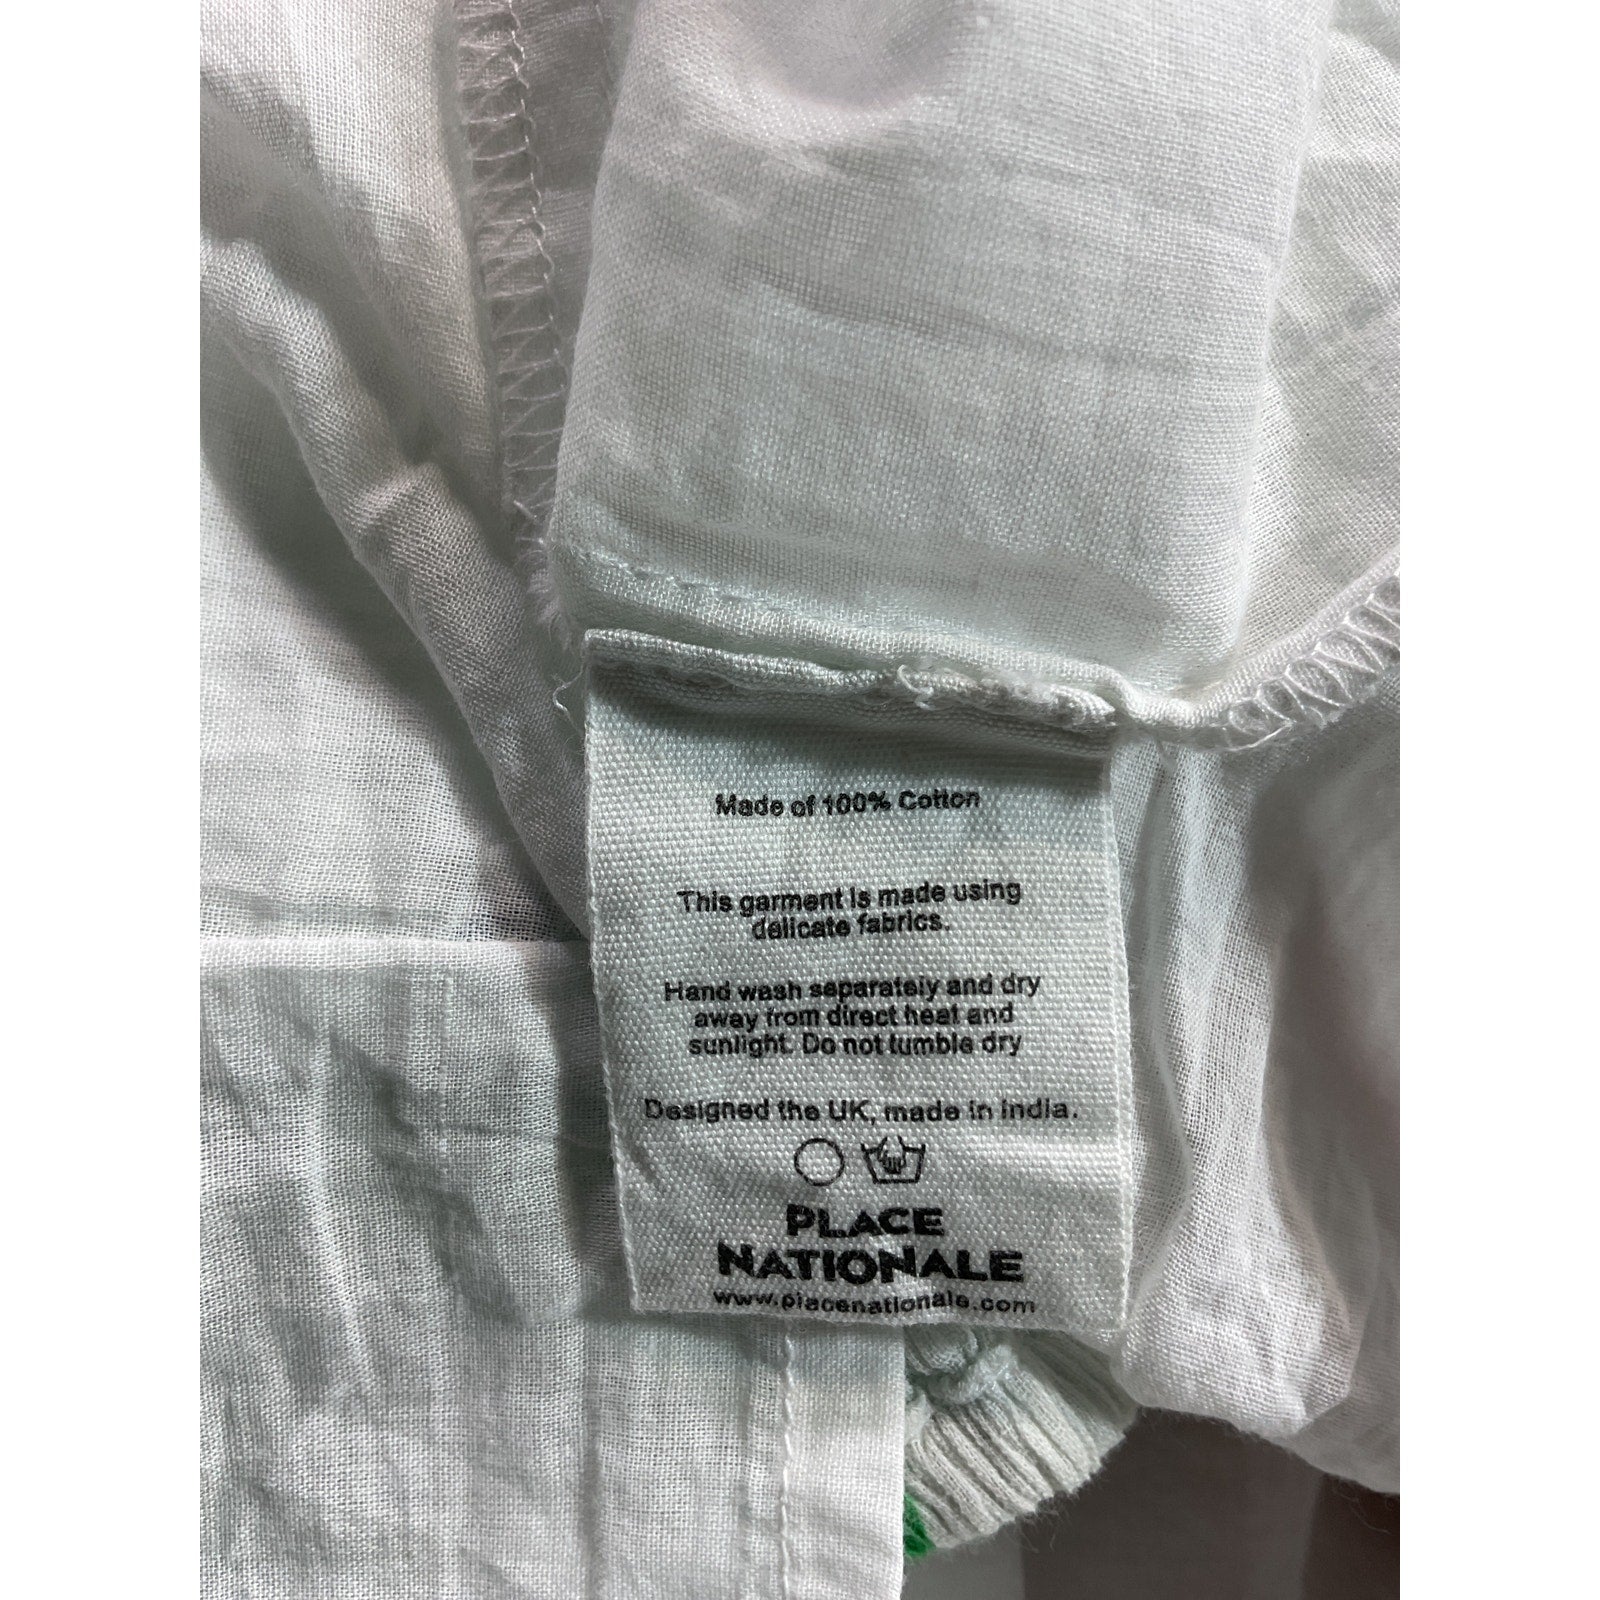 Made of 100% Cotton
This garment is made using
delicate fabrics.
Hand wash separately and dry
away from direct heat and
sunlight. Do not tumble dry
Designed the UK, made in India.
PLACE
NATIONALE
www.placenationale.com